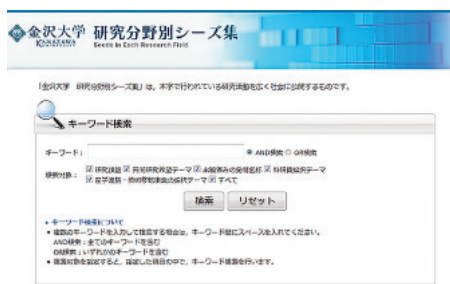 金沢大学 研究分野別シーズ集
KANAZAWA Seeds in Each Research Field
「金沢大学 研究分野別シーズ集」は、本学で行われている研究活動を広く社会に公開するものです。
キーワード検索
キーワード: AND検索 OR検索
検索対象: 研究課題 共同研究希望テーマ 未公開の発明名称 科研費採択テーマ
産学連携・ すべて
検索 リセット
キーワード検索について
複数のキーワードを入力して検索する場合は、キーワード間にスペースを入れてください。
AND検索:全てのキーワードを含む
OR検索:いずれかのキーワードを含む
検索対象を設定すると、指定した項目の中で、キーワード検索を行います。